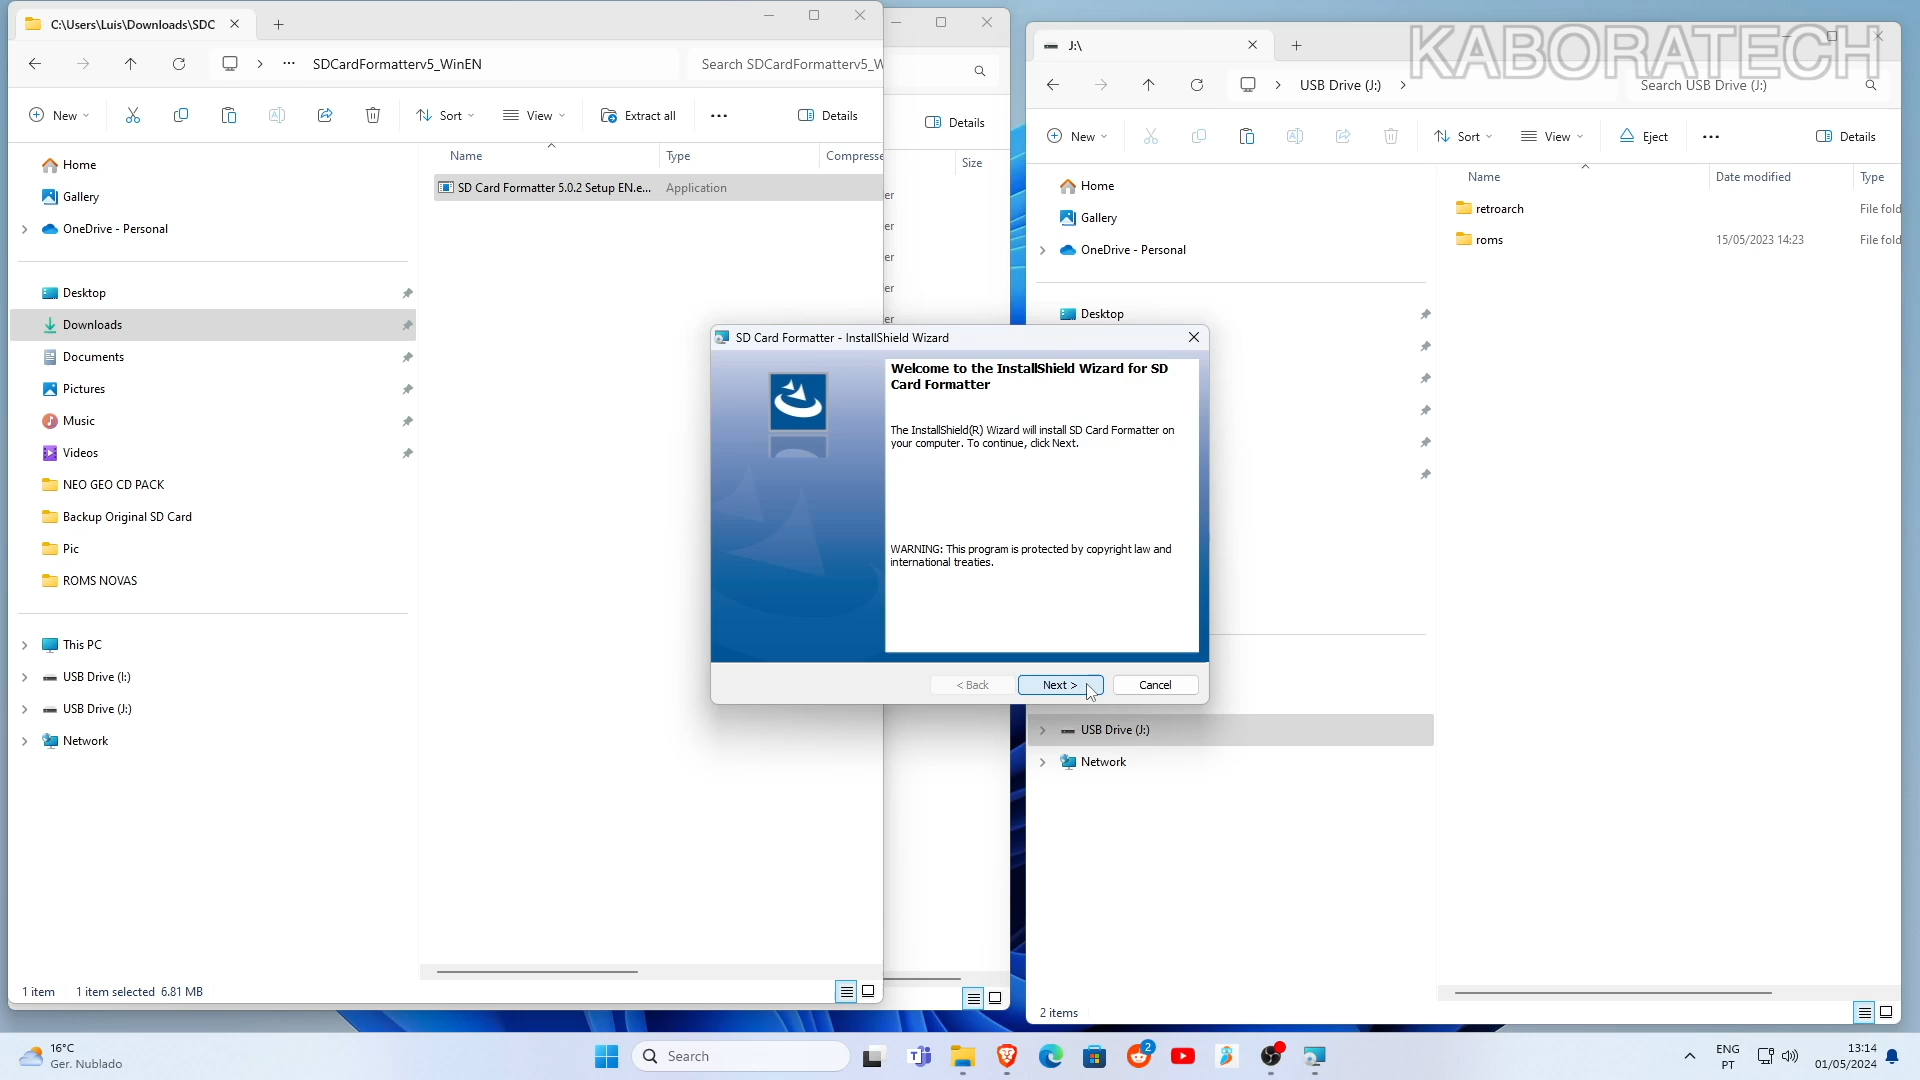 C:\Users\Luis\Downloads\SDC
SDCardFormatterv5_WinEN
Search SDCardFormatterv5_W
New
Sort
View
Extract all
Details
Name
Type
Compresse
SD Card Formatter 5.0.2 Setup EN.e...
Application
Home
Gallery
OneDrive - Personal
Desktop
Downloads
Documents
Pictures
Music
Videos
NEO GEO CD PACK
Backup Original SD Card
Pic
ROMS NOVAS
This PC
USB Drive (I:)
USB Drive (J:)
Network
1 item
1 item selected 6.81 MB
Details
Size
er
er
er
er
er
SD Card Formatter - InstallShield Wizard
Welcome to the InstallShield Wizard for SD
Card Formatter
The InstallShield(R) Wizard will install SD Card Formatter on
your computer. To continue, click Next.
WARNING: This program is protected by copyright law and
international treaties.
< Back
Next >
Cancel
KABORATECH
J:\
USB Drive (J:)
Search USB Drive (J:)
New
Sort
View
Eject
Details
Name
Date modified
Type
retroarch
File fold
roms
15/05/2023 14:23
File fold
Home
Gallery
OneDrive - Personal
Desktop
USB Drive (J:)
Network
2 items
16°C
Ger. Nublado
Search
2
ENG
PT
13:14
01/05/2024